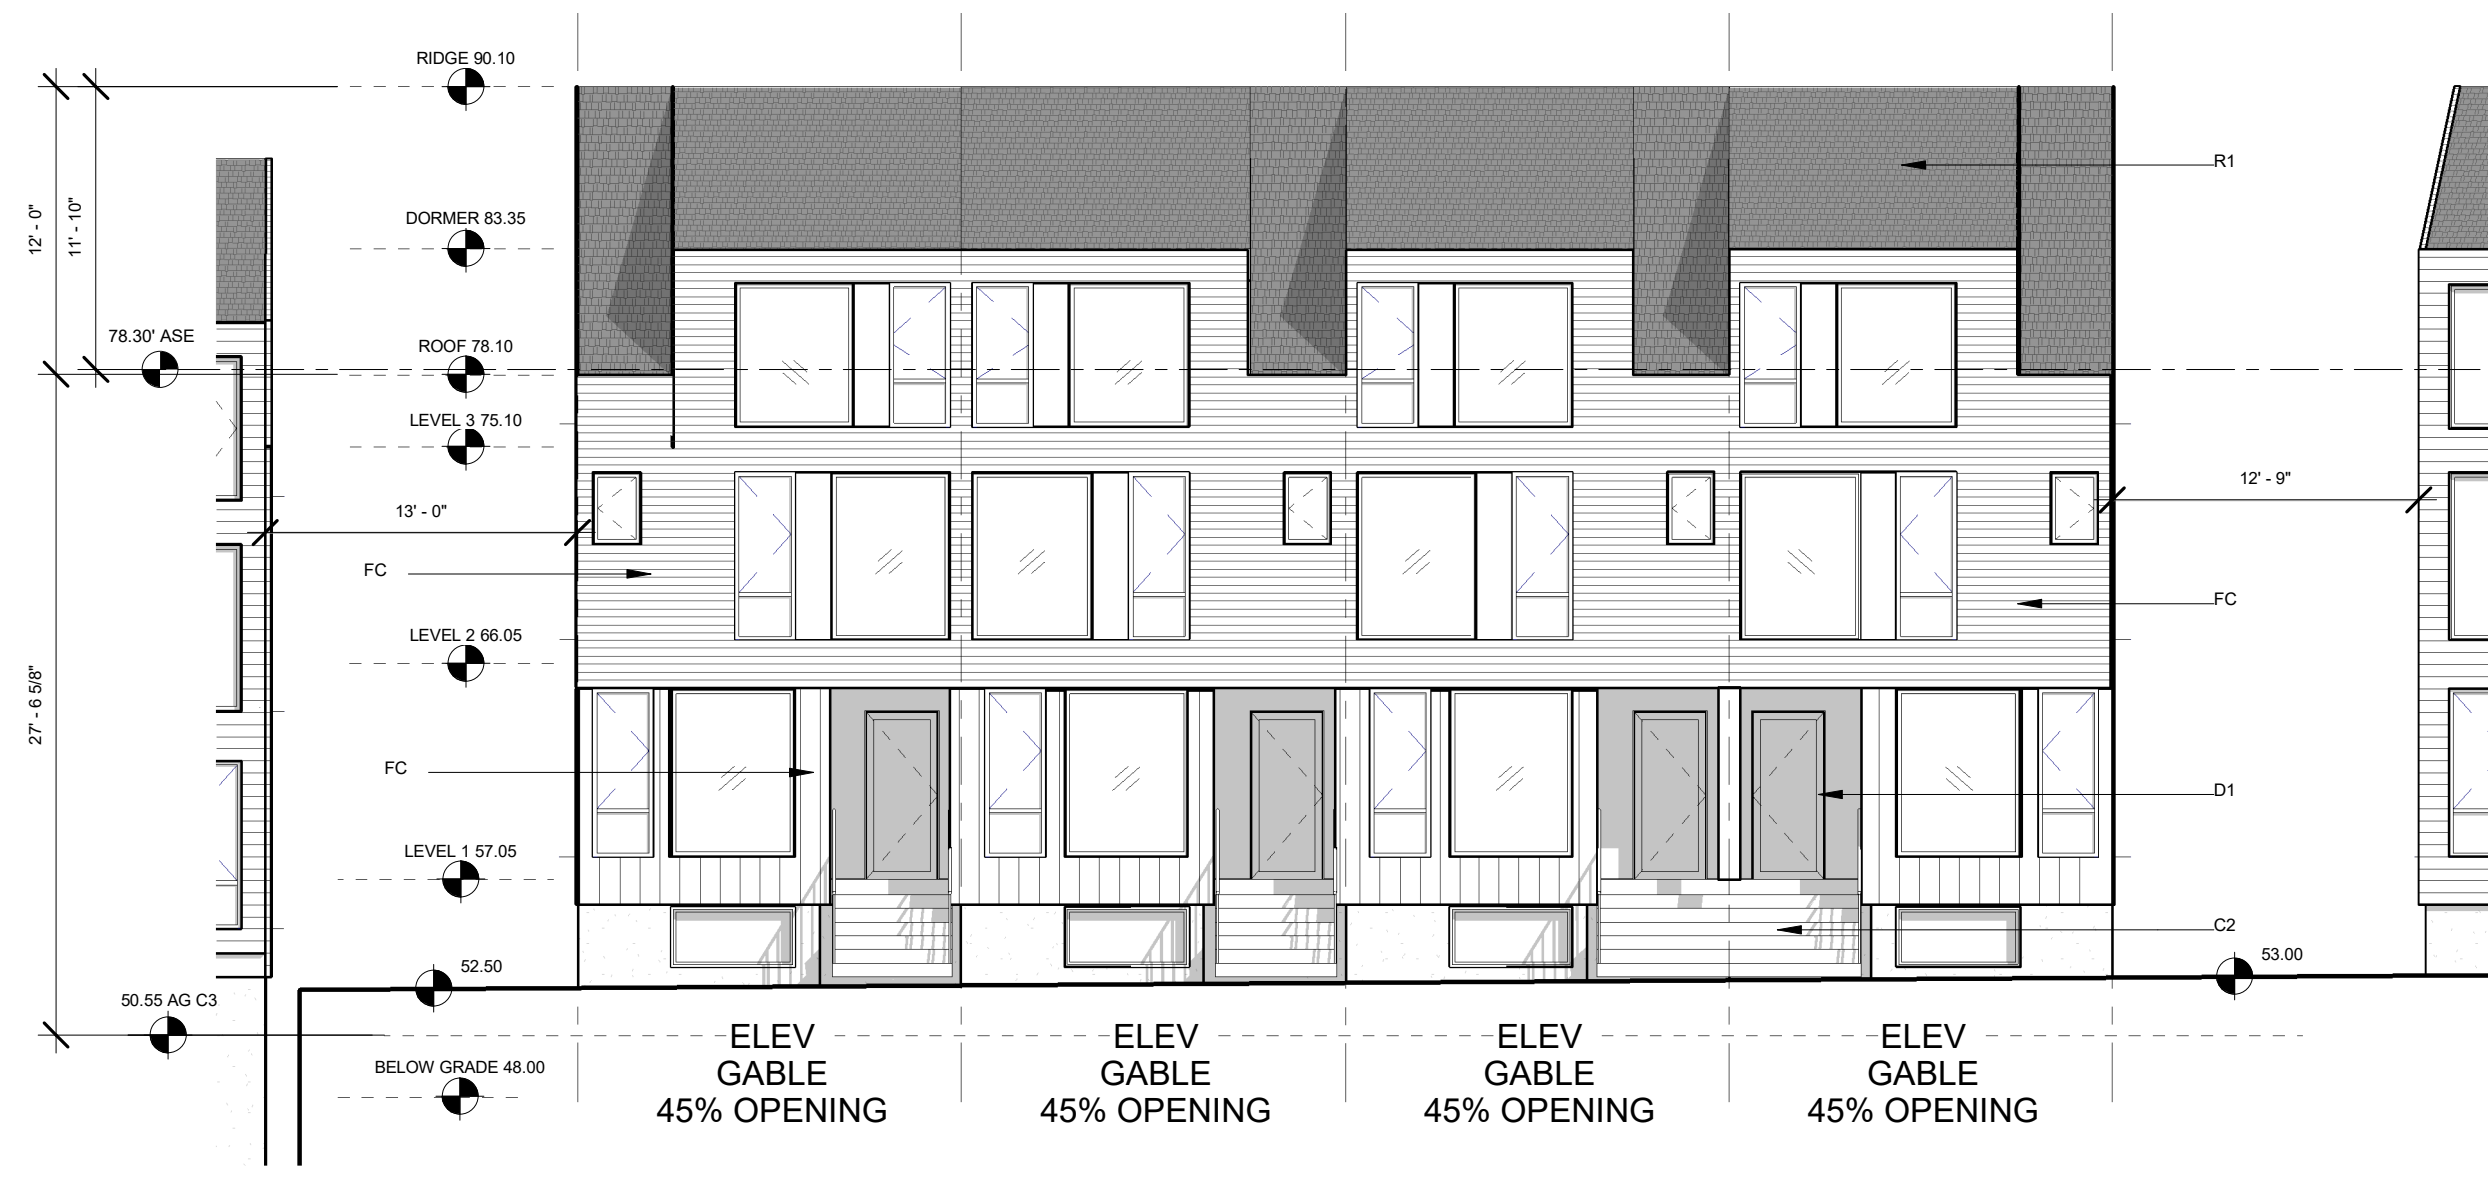 RIDGE 90.10
12' - 0"
11' - 10"
R1
DORMER 83.35
78.30' ASE
ROOF 78.10
LEVEL 3 75.10
12' - 9"
13' - 0"
FC
FC
LEVEL 2 66.05
27' - 6 5/8"
FC
D1
LEVEL 1 57.05
C2
53.00
52.50
50.55 AG C3
BELOW GRADE 48.00
ELEV
GABLE
45% OPENING
ELEV
GABLE
45% OPENING
ELEV
GABLE
45% OPENING
ELEV
GABLE
45% OPENING